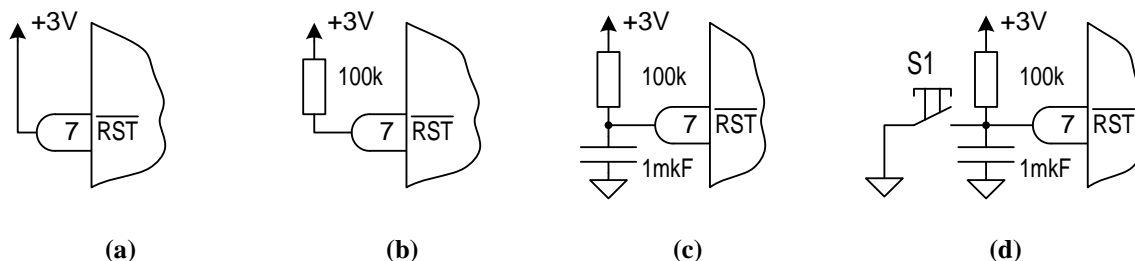 +3V
7 RST
(a)
+3V
100k
7 RST
(b)
+3V
100k
7 RST
1mkF
(c)
+3V
S1
100k
7 RST
1mkF
(d)